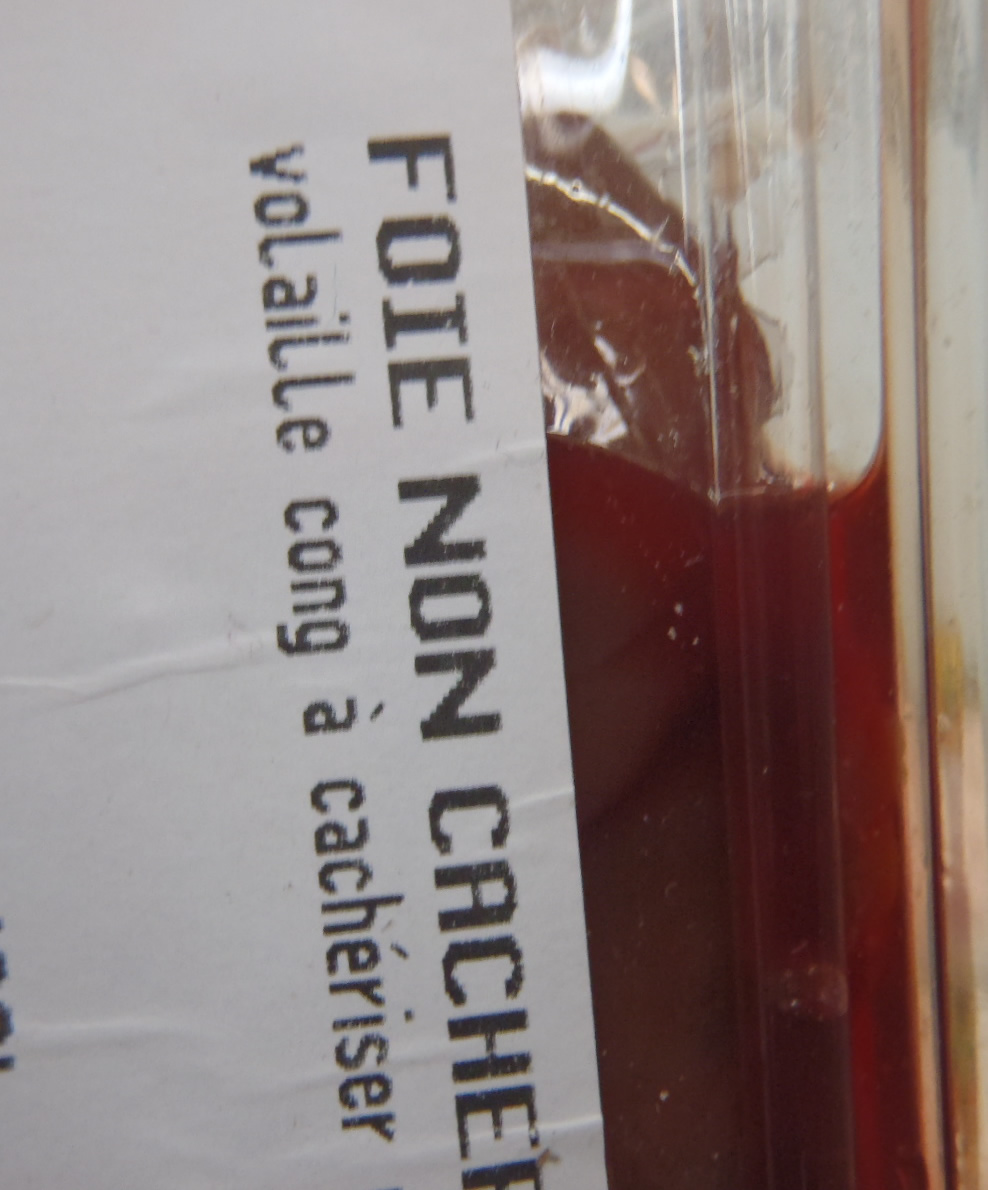 FOIE NON CACHER
volaille cong à cachériser